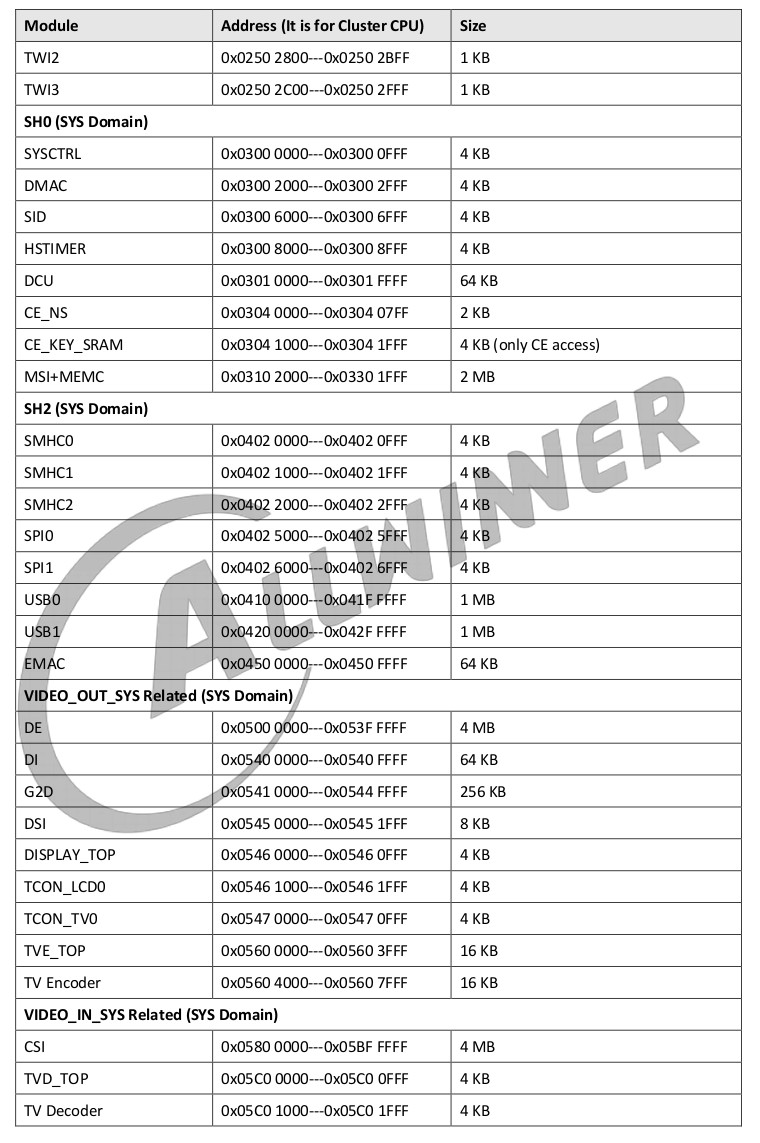 Module Address (It is for Cluster CPU) Size
TWI2 0x0250 2800---0x0250 2BFF 1 KB
TWI3 0x0250 2C00---0x0250 2FFF 1 KB
SH0 (SYS Domain)
SYSCTRL 0x0300 0000---0x0300 0FFF 4 KB
DMAC 0x0300 2000---0x0300 2FFF 4 KB
SID 0x0300 6000---0x0300 6FFF 4 KB
HSTIMER 0x0300 8000---0x0300 8FFF 4 KB
DCU 0x0301 0000---0x0301 FFFF 64 KB
CE_NS 0x0304 0000---0x0304 07FF 2 KB
CE_KEY_SRAM 0x0304 1000---0x0304 1FFF 4 KB (only CE access)
MSI+MEMC 0x0310 2000---0x0330 1FFF 2 MB
SH2 (SYS Domain)
SMHC0 0x0402 0000---0x0402 0FFF 4 KB
SMHC1 0x0402 1000---0x0402 1FFF 4 KB
SMHC2 0x0402 2000---0x0402 2FFF 4 KB
SPI0 0x0402 5000---0x0402 5FFF 4 KB
SPI1 0x0402 6000---0x0402 6FFF 4 KB
USB0 0x0410 0000---0x041F FFFF 1 MB
USB1 0x0420 0000---0x042F FFFF 1 MB
EMAC 0x0450 0000---0x0450 FFFF 64 KB
VIDEO_OUT_SYS Related (SYS Domain)
DE 0x0500 0000---0x053F FFFF 4 MB
DI 0x0540 0000---0x0540 FFFF 64 KB
G2D 0x0541 0000---0x0544 FFFF 256 KB
DSI 0x0545 0000---0x0545 1FFF 8 KB
DISPLAY_TOP 0x0546 0000---0x0546 0FFF 4 KB
TCON_LCD0 0x0546 1000---0x0546 1FFF 4 KB
TCON_TV0 0x0547 0000---0x0547 0FFF 4 KB
TVE_TOP 0x0560 0000---0x0560 3FFF 16 KB
TV Encoder 0x0560 4000---0x0560 7FFF 16 KB
VIDEO_IN_SYS Related (SYS Domain)
CSI 0x0580 0000---0x05BF FFFF 4 MB
TVD_TOP 0x05C0 0000---0x05C0 0FFF 4 KB
TV Decoder 0x05C0 1000---0x05C0 1FFF 4 KB
ALLWINNER